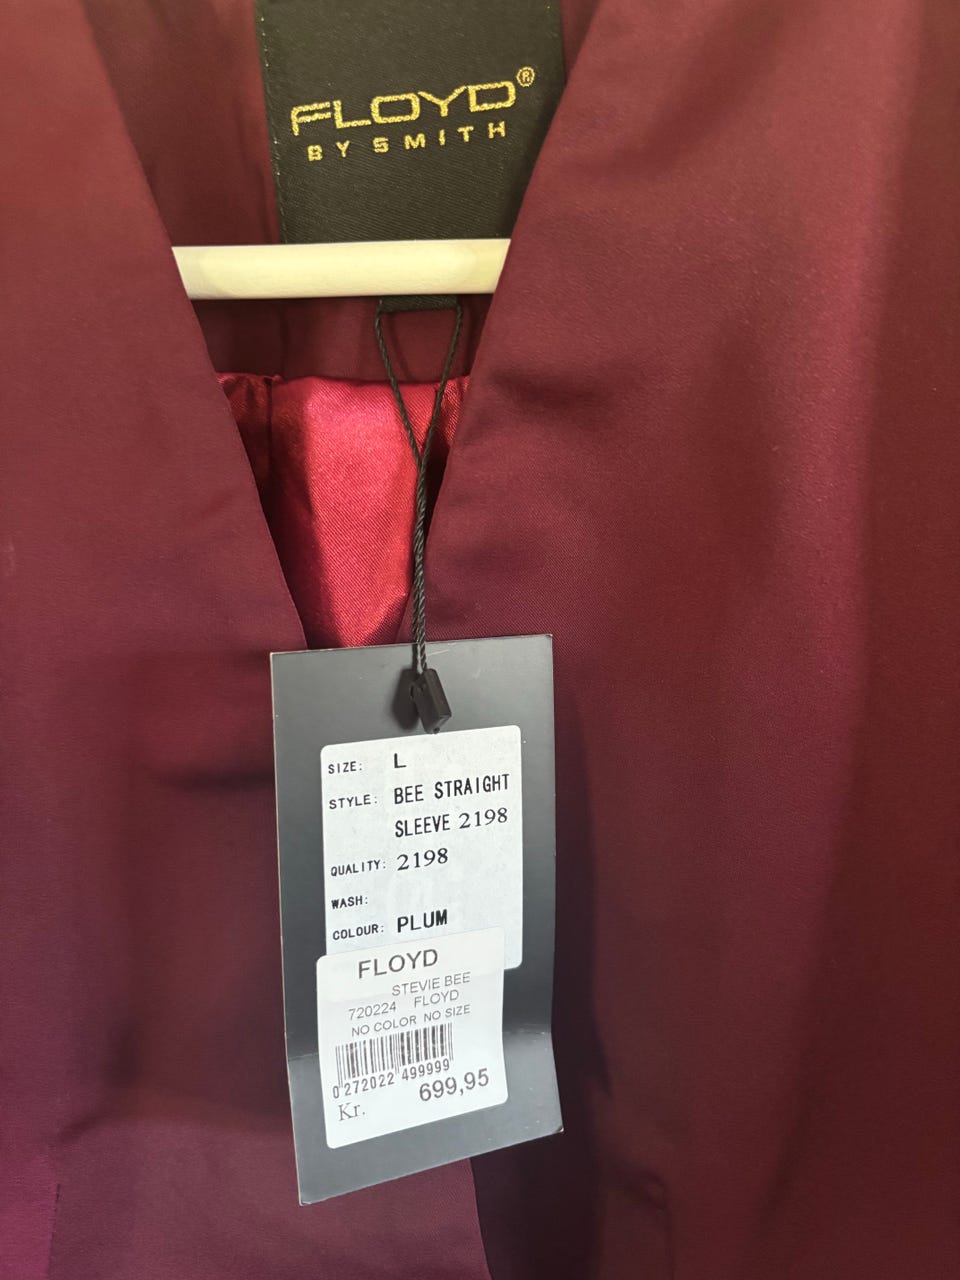 FLOYD®
BY SMITH
SIZE: L
STYLE: BEE STRAIGHT
SLEEVE 2198
QUALITY: 2198
WASH:
COLOUR: PLUM
FLOYD
STEVIE BEE
720224 FLOYD
NO COLOR NO SIZE
0 272022 499999
Kr. 699,95